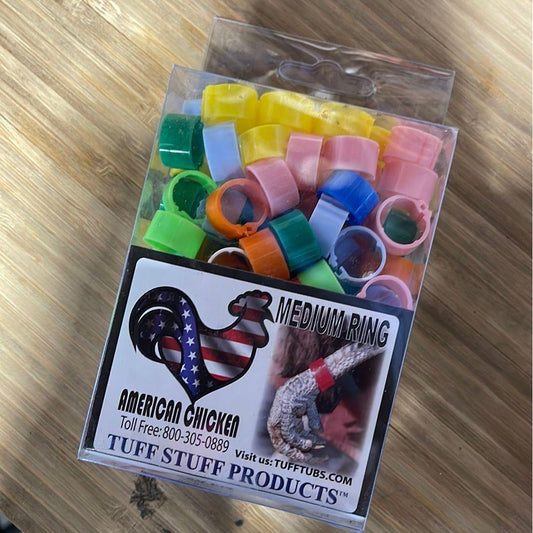 MEDIUM RING
AMERICAN CHICKEN
Toll Free: 800-305-0889
Visit us: TUFFTUBS.COM
TUFF STUFF PRODUCTS™